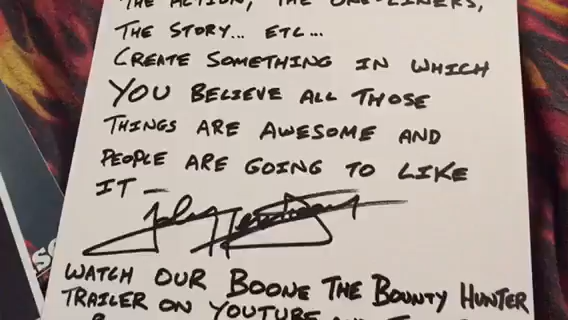 THE ACTION, THE ONE-LINERS,
THE STORY... ETC...
CREATE SOMETHING IN WHICH
YOU BELIEVE ALL THOSE
THINGS ARE AWESOME AND
PEOPLE ARE GOING TO LIKE
IT –
WATCH OUR BOONE THE BOUNTY HUNTER
TRAILER ON YOUTUBE AND